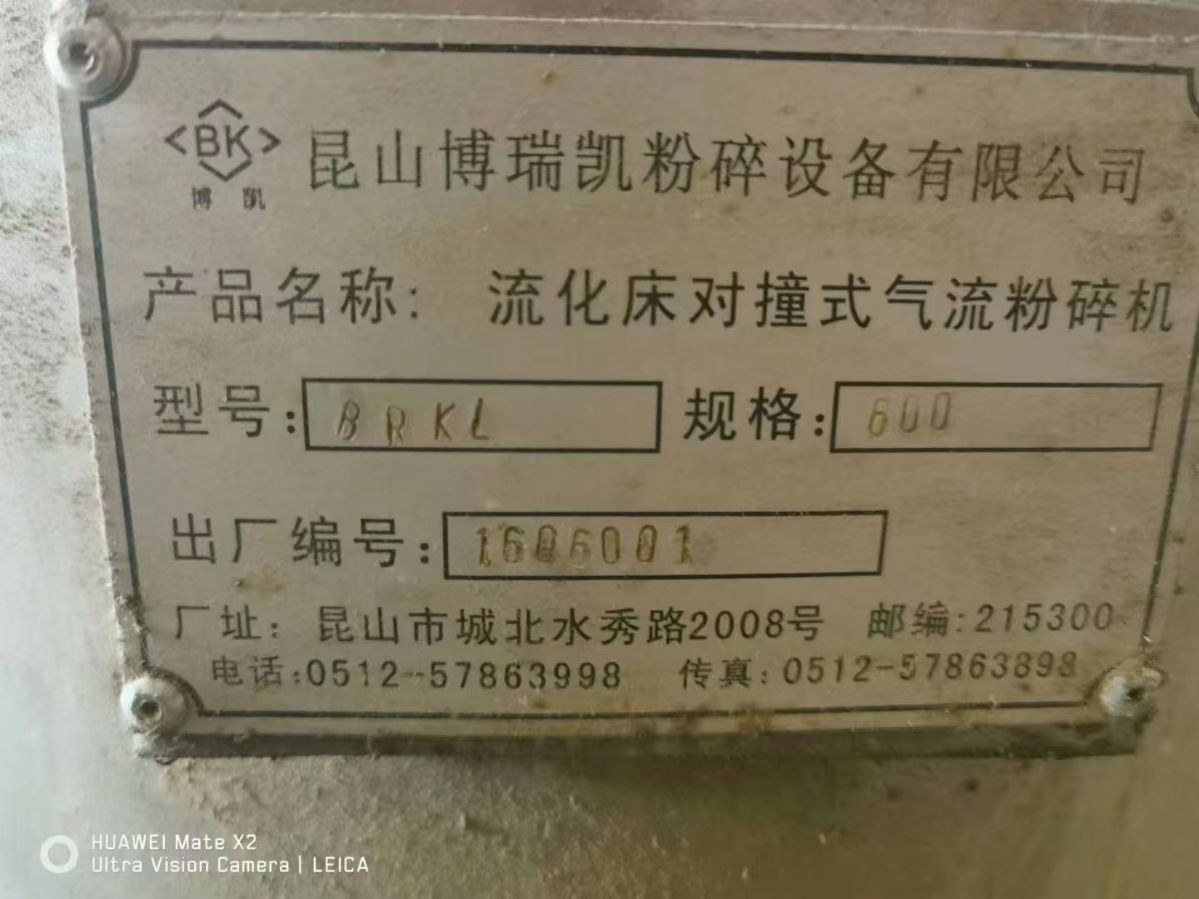 BK
博凯
昆山博瑞凯粉碎设备有限公司
产品名称: 流化床对撞式气流粉碎机
型号: BRKL 规格: 600
出厂编号: 1606001
厂址: 昆山市城北水秀路2008号 邮编:215300
电话:0512--57863998 传真:0512-57863898
HUAWEI Mate X2
Ultra Vision Camera | LEICA